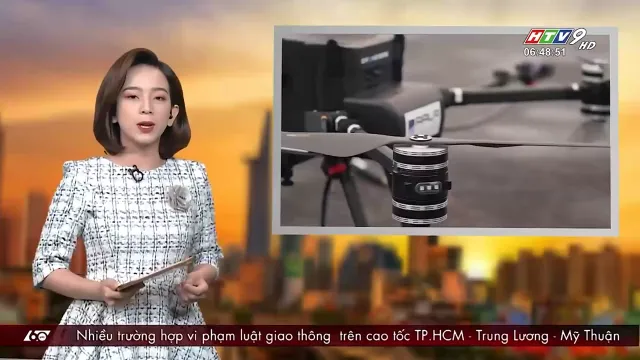 HTV9 HD
06:48:51
60
Nhiều trường hợp vi phạm luật giao thông trên cao tốc TP.HCM - Trung Lương - Mỹ Thuận